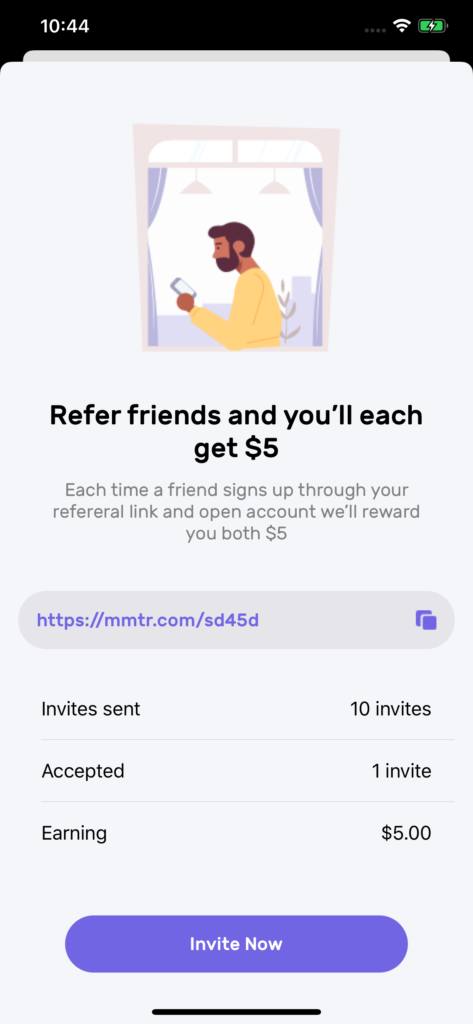 10:44
Refer friends and you’ll each
get $5
Each time a friend signs up through your
refereral link and open account we’ll reward
you both $5
https://mmtr.com/sd45d
Invites sent 10 invites
Accepted 1 invite
Earning $5.00
Invite Now